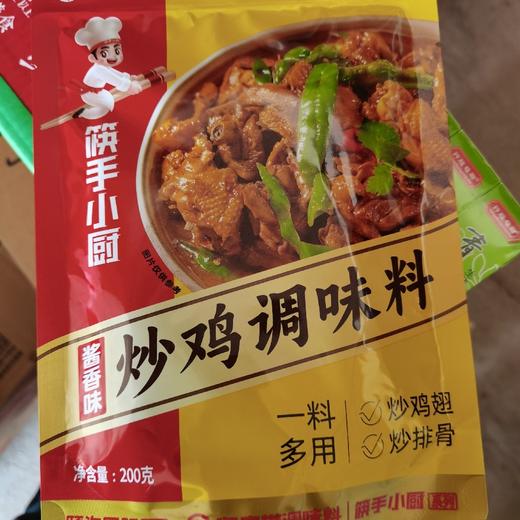 筷手小厨
图片仅供参考
酱香味
炒鸡调味料
一料
多用
炒鸡翅
炒排骨
净含量：200克
筷手小厨
系列